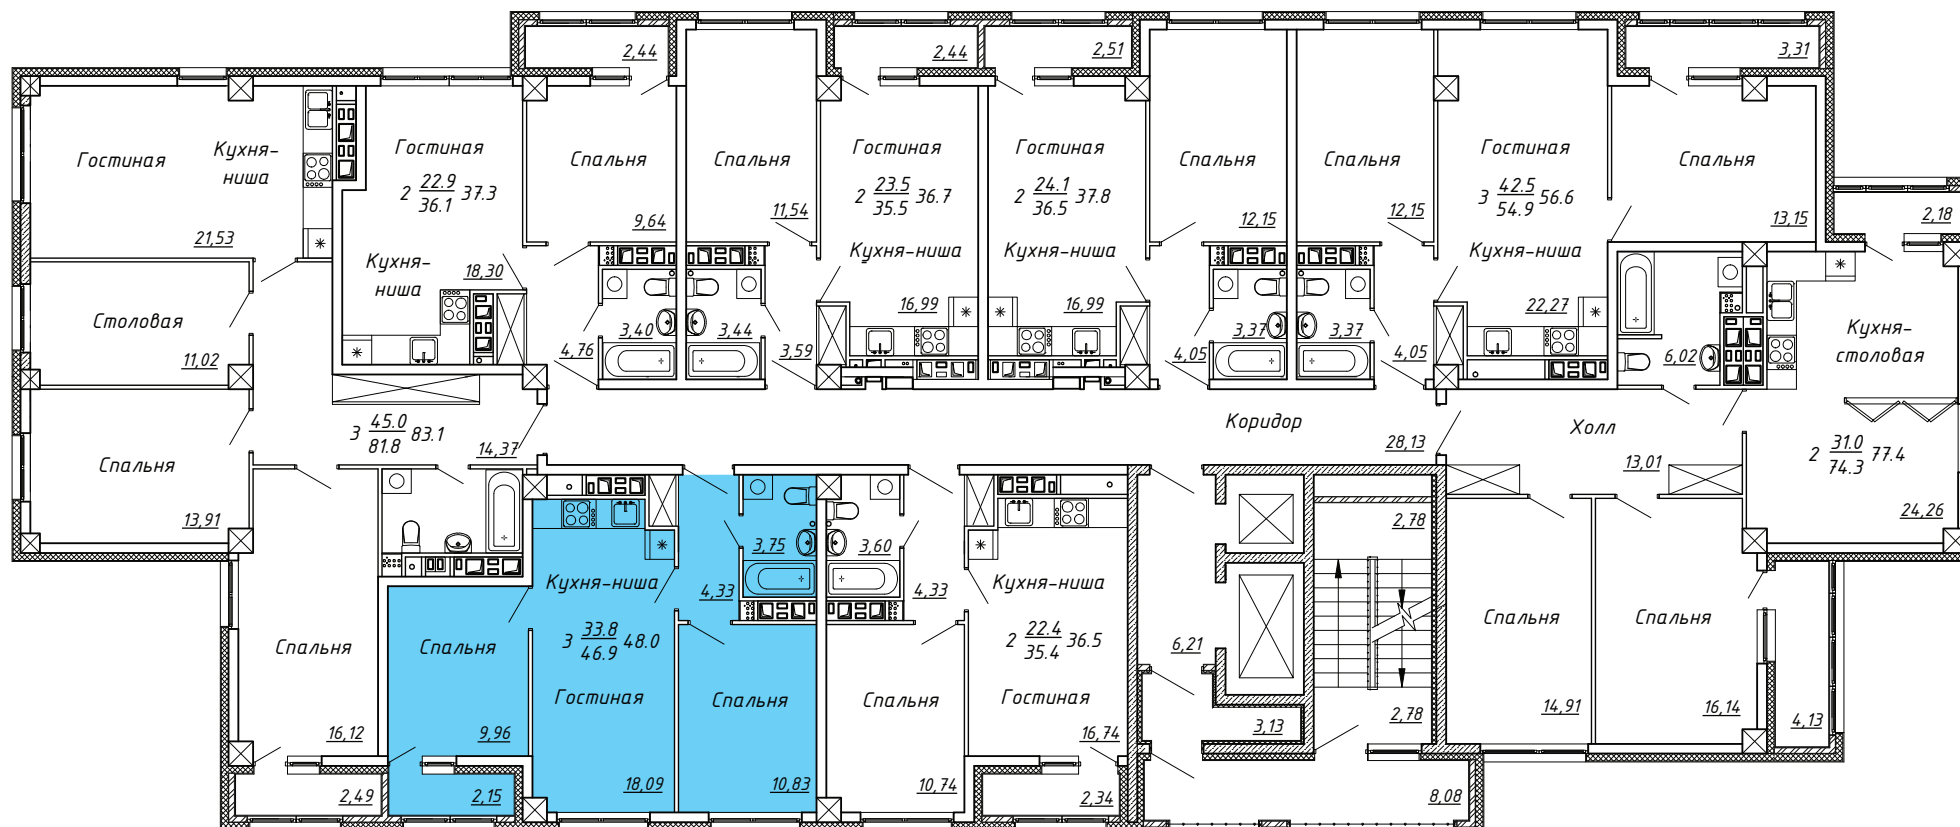 2,44
2,44
2,51
3,31
Гостиная
Кухня-
ниша
21,53
Гостиная
2 22.9 37.3
36.1
Кухня-
ниша
18,30
Спальня
9,64
Спальня
11,54
Гостиная
2 23.5 36.7
35.5
Кухня-ниша
16,99
Гостиная
2 24.1 37.8
36.5
Кухня-ниша
16,99
Спальня
12,15
Спальня
12,15
Гостиная
3 42.5 56.6
54.9
Кухня-ниша
22,27
Спальня
13,15
2,18
Столовая
11,02
4,76
3,40
3,44
3,59
3,37
4,05
3,37
4,05
6,02
Кухня-
столовая
3 45.0 83.1
81.8
14,37
Коридор
28,13
Холл
13,01
2 31.0 77.4
74.3
24,26
Спальня
13,91
3,75
4,33
3,60
4,33
2,78
Кухня-ниша
3 33.8 48.0
46.9
Гостиная
18,09
Кухня-ниша
2 22.4 36.5
35.4
Гостиная
16,74
Спальня
16,12
Спальня
9,96
Спальня
10,83
Спальня
10,74
6,21
3,13
2,78
Спальня
14,91
Спальня
16,14
4,13
2,49
2,15
2,34
8,08